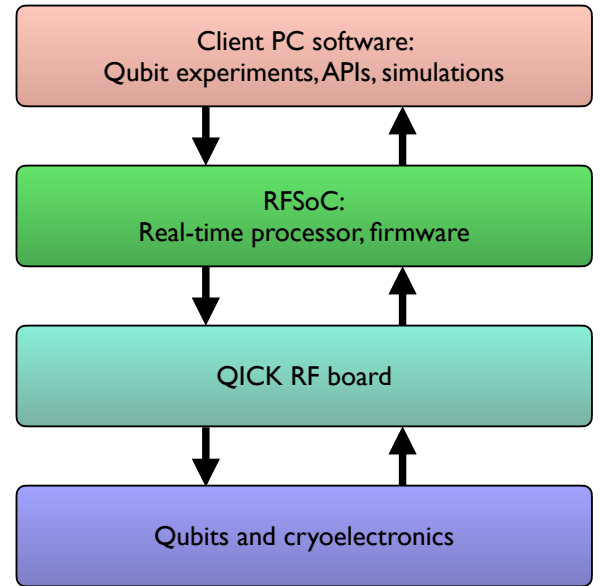 Client PC software:
Qubit experiments, APIs, simulations
RFSoC:
Real-time processor, firmware
QICK RF board
Qubits and cryoelectronics